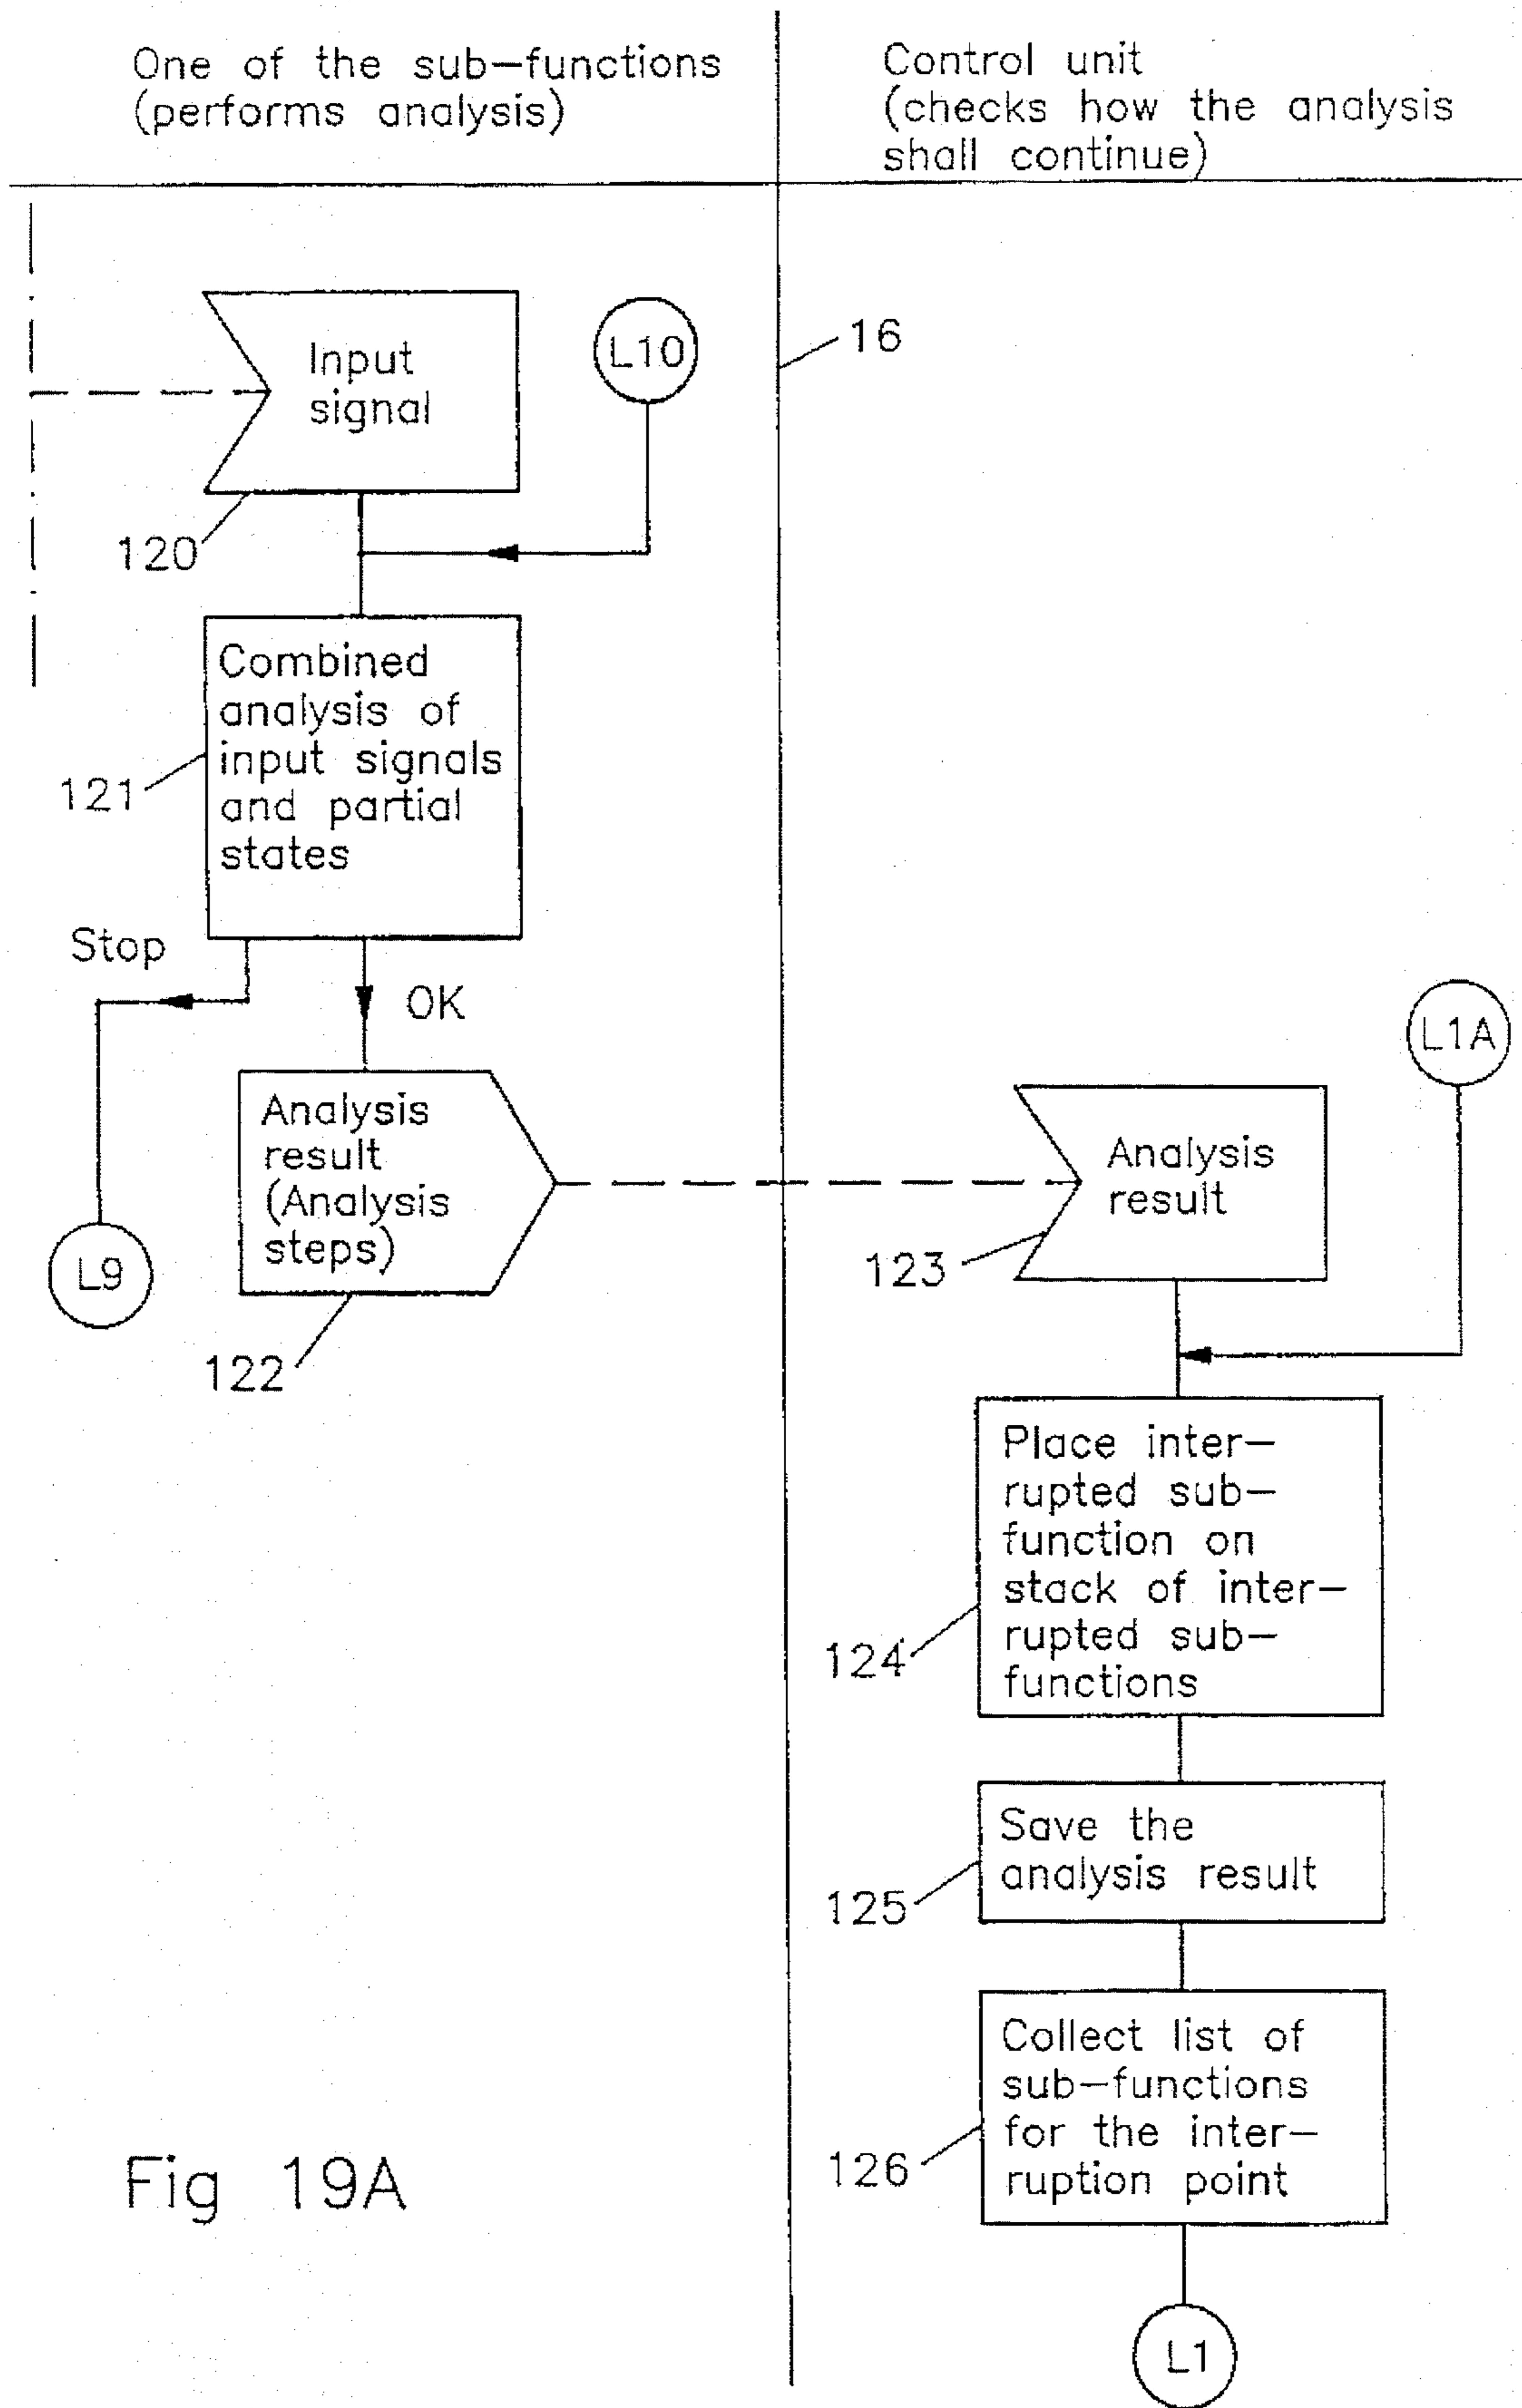 One of the sub-functions
(performs analysis)
Control unit
(checks how the analysis
shall continue)
Input
signal
L10
16
120
Combined
analysis of
input signals
and partial
states
121
Stop
OK
L1A
Analysis
result
(Analysis
steps)
Analysis
result
L9
123
122
Place inter-
rupted sub-
function on
stack of inter-
rupted sub-
functions
124
Save the
analysis result
125
Collect list of
sub-functions
for the inter-
ruption point
126
Fig 19A
L1